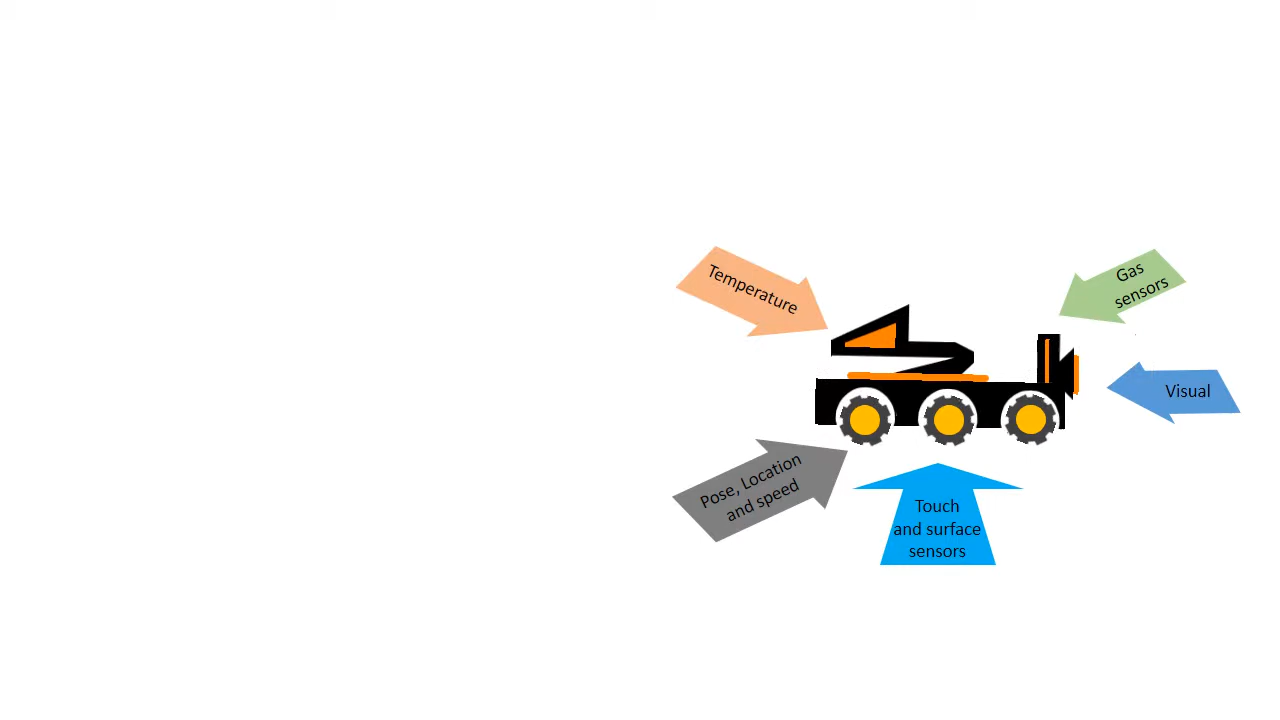 Temperature
Gas
sensors
Visual
Pose, Location
and speed
Touch
and surface
sensors